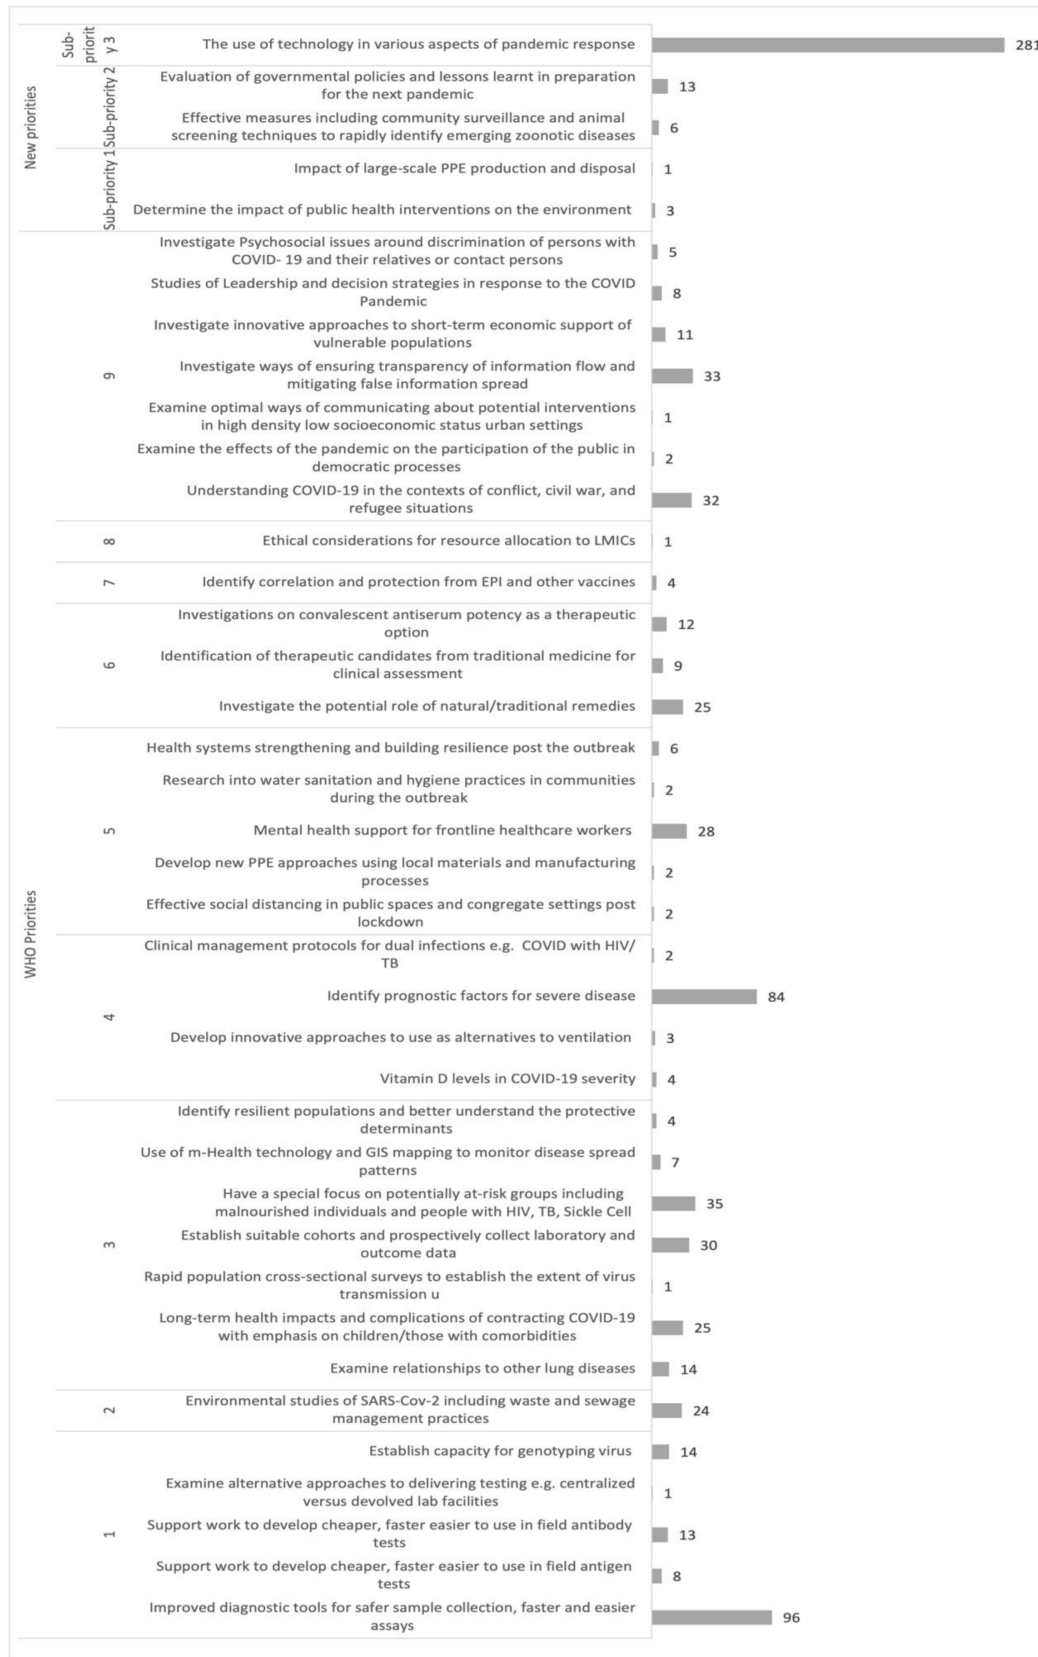 New priorities
Sub-
priorit
y 3
The use of technology in various aspects of pandemic response
281
Sub-priority 2
Evaluation of governmental policies and lessons learnt in preparation
for the next pandemic
13
Effective measures including community surveillance and animal
screening techniques to rapidly identify emerging zoonotic diseases
6
Sub-priority 1
Impact of large-scale PPE production and disposal
1
Determine the impact of public health interventions on the environment
3
WHO Priorities
9
Investigate Psychosocial issues around discrimination of persons with
COVID- 19 and their relatives or contact persons
5
Studies of Leadership and decision strategies in response to the COVID
Pandemic
8
Investigate innovative approaches to short-term economic support of
vulnerable populations
11
Investigate ways of ensuring transparency of information flow and
mitigating false information spread
33
Examine optimal ways of communicating about potential interventions
in high density low socioeconomic status urban settings
1
Examine the effects of the pandemic on the participation of the public in
democratic processes
2
Understanding COVID-19 in the contexts of conflict, civil war, and
refugee situations
32
8
Ethical considerations for resource allocation to LMICs
1
7
Identify correlation and protection from EPI and other vaccines
4
6
Investigations on convalescent antiserum potency as a therapeutic
option
12
Identification of therapeutic candidates from traditional medicine for
clinical assessment
9
Investigate the potential role of natural/traditional remedies
25
5
Health systems strengthening and building resilience post the outbreak
6
Research into water sanitation and hygiene practices in communities
during the outbreak
2
Mental health support for frontline healthcare workers
28
Develop new PPE approaches using local materials and manufacturing
processes
2
Effective social distancing in public spaces and congregate settings post
lockdown
2
4
Clinical management protocols for dual infections e.g. COVID with HIV/
TB
2
Identify prognostic factors for severe disease
84
Develop innovative approaches to use as alternatives to ventilation
3
Vitamin D levels in COVID-19 severity
4
3
Identify resilient populations and better understand the protective
determinants
4
Use of m-Health technology and GIS mapping to monitor disease spread
patterns
7
Have a special focus on potentially at-risk groups including
malnourished individuals and people with HIV, TB, Sickle Cell
35
Establish suitable cohorts and prospectively collect laboratory and
outcome data
30
Rapid population cross-sectional surveys to establish the extent of virus
transmission u
1
Long-term health impacts and complications of contracting COVID-19
with emphasis on children/those with comorbidities
25
Examine relationships to other lung diseases
14
2
Environmental studies of SARS-Cov-2 including waste and sewage
management practices
24
1
Establish capacity for genotyping virus
14
Examine alternative approaches to delivering testing e.g. centralized
versus devolved lab facilities
1
Support work to develop cheaper, faster easier to use in field antibody
tests
13
Support work to develop cheaper, faster easier to use in field antigen
tests
8
Improved diagnostic tools for safer sample collection, faster and easier
assays
96